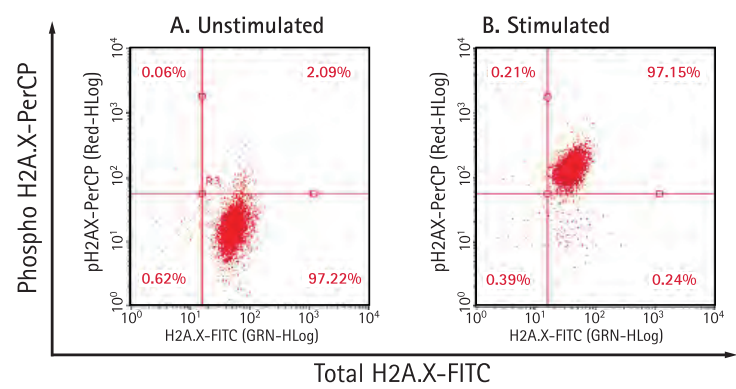 A. Unstimulated
B. Stimulated
Phospho H2A.X-PerCP
pH2AX-PerCP (Red-HLog)
10⁴
10³
10²
10¹
10⁰
0.06%
2.09%
R3
0.62%
97.22%
10⁰ 10¹ 10² 10³ 10⁴
H2A.X-FITC (GRN-HLog)
pH2AX-PerCP (Red-HLog)
10⁴
10³
10²
10¹
10⁰
0.21%
97.15%
0.39%
0.24%
10⁰ 10¹ 10² 10³ 10⁴
H2A.X-FITC (GRN-HLog)
Total H2A.X-FITC